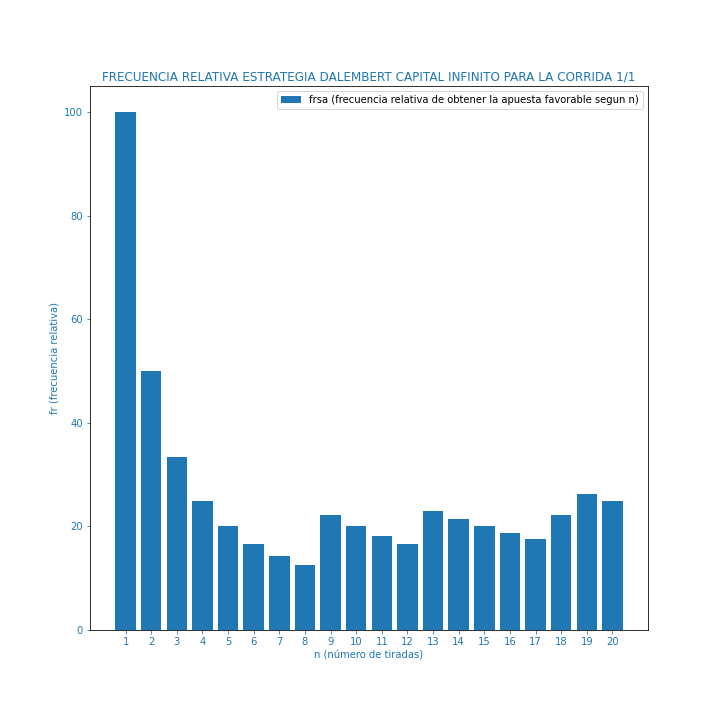 FRECUENCIA RELATIVA ESTRATEGIA DALEMBERT CAPITAL INFINITO PARA LA CORRIDA 1/1
frsa (frecuencia relativa de obtener la apuesta favorable segun n)
100
80
60
40
20
0
fr (frecuencia relativa)
1 2 3 4 5 6 7 8 9 10 11 12 13 14 15 16 17 18 19 20
n (número de tiradas)